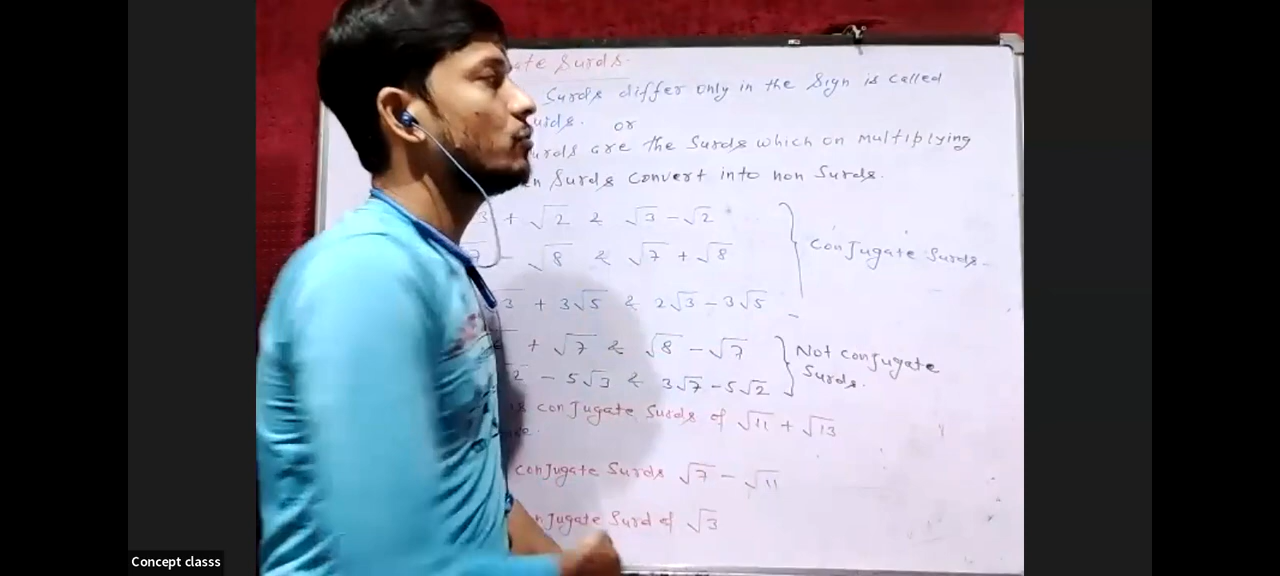 ate Surds.
Surds differ only in the Sign is called
or
urds are the Surds which on multiplying
Surds convert into non Surds.
3 + √2 & √3 - √2
7 - √8 & √7 + √8
Conjugate Surds-
3 + 3√5 & 2√3 - 3√5
+ √7 & √8 - √7
Not conjugate
Surds.
2 - 5√3 & 3√7 - 5√2
conjugate Surds of √11 + √13
conjugate Surds √7 - √11
njugate Surd of √3
Concept classs